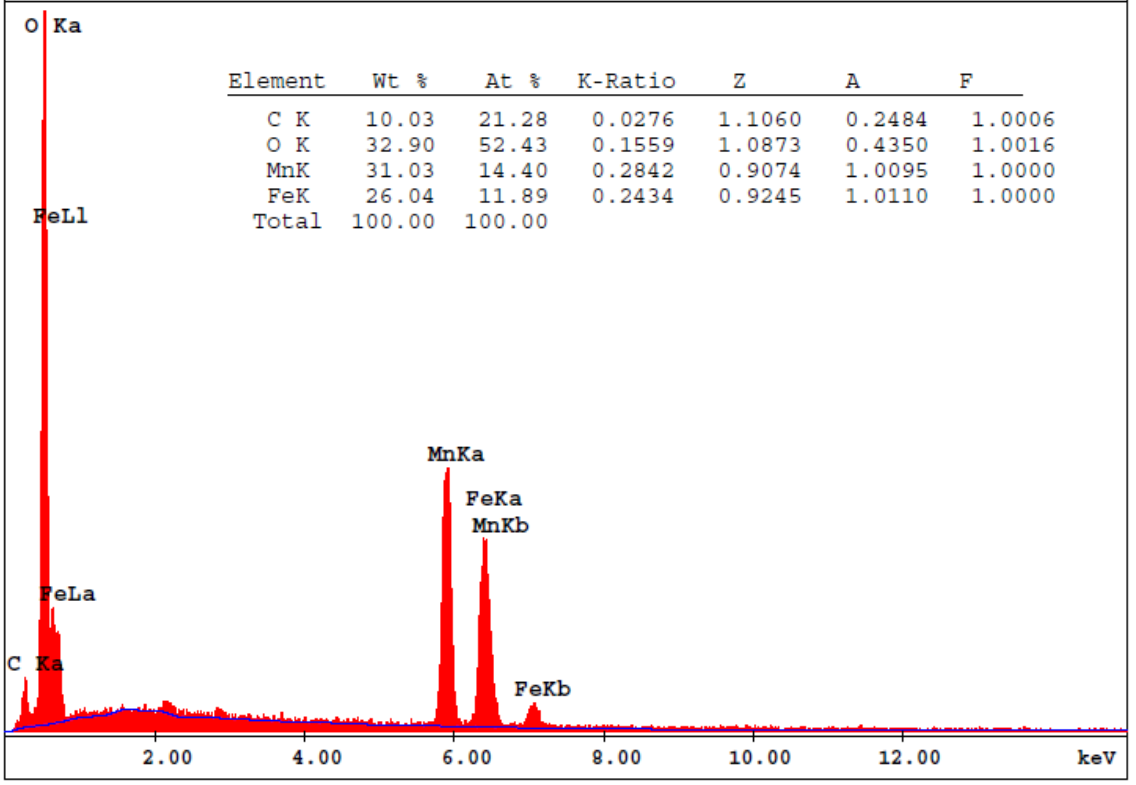 O Ka
Element Wt % At % K-Ratio Z A F
C K 10.03 21.28 0.0276 1.1060 0.2484 1.0006
O K 32.90 52.43 0.1559 1.0873 0.4350 1.0016
MnK 31.03 14.40 0.2842 0.9074 1.0095 1.0000
FeK 26.04 11.89 0.2434 0.9245 1.0110 1.0000
Total 100.00 100.00
FeLl
MnKa
FeKa
MnKb
FeLa
C Ka
FeKb
2.00 4.00 6.00 8.00 10.00 12.00 keV